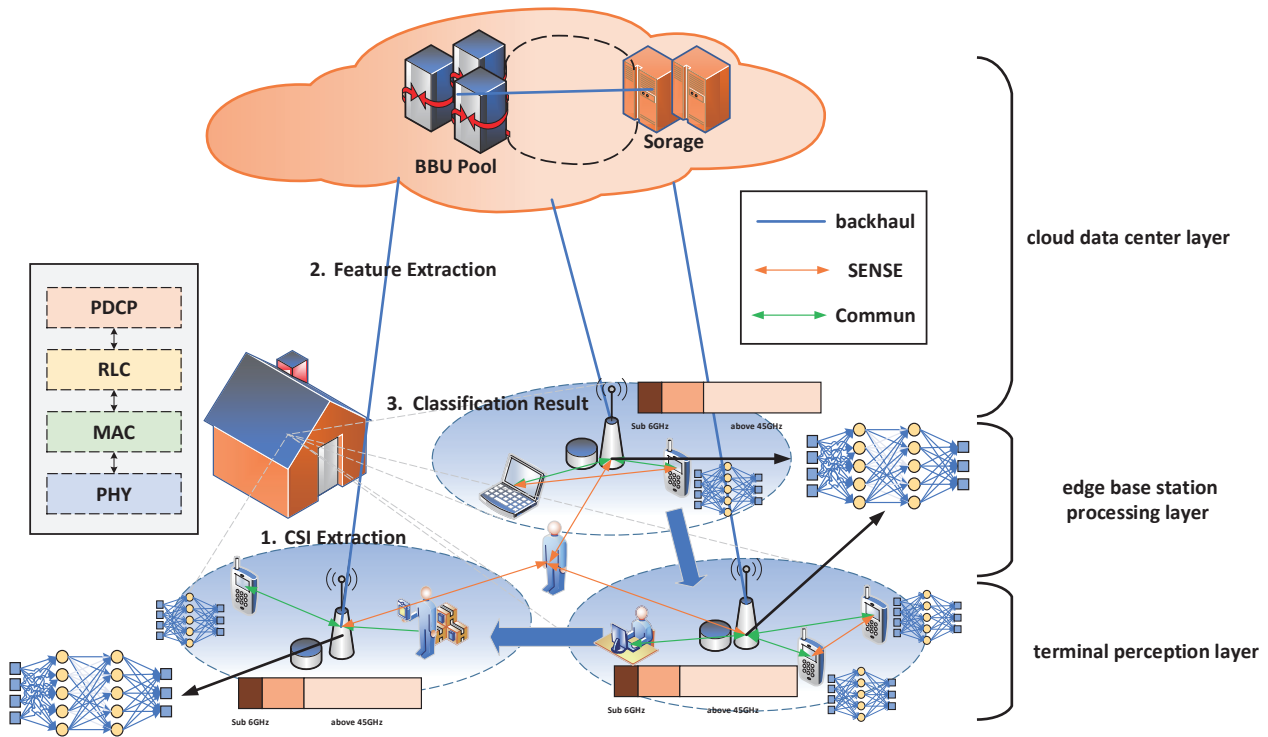 BBU Pool
Sorage
backhaul
SENSE
Commun
cloud data center layer
2. Feature Extraction
PDCP
RLC
MAC
PHY
3. Classification Result
Sub 6GHz
above 45GHz
edge base station
processing layer
1. CSI Extraction
terminal perception layer
Sub 6GHz
above 45GHz
Sub 6GHz
above 45GHz